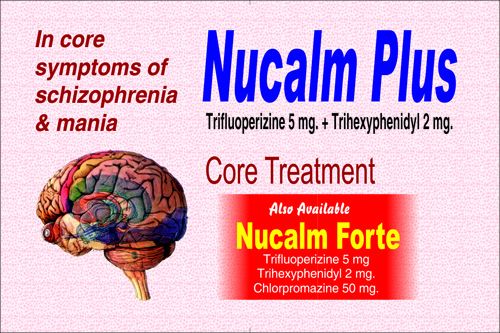 In core
symptoms of
schizophrenia
& mania
Nucalm Plus
Trifluoperizine 5 mg. + Trihexyphenidyl 2 mg.
Core Treatment
Also Available
Nucalm Forte
Trifluoperizine 5 mg
Trihexyphenidyl 2 mg.
Chlorpromazine 50 mg.